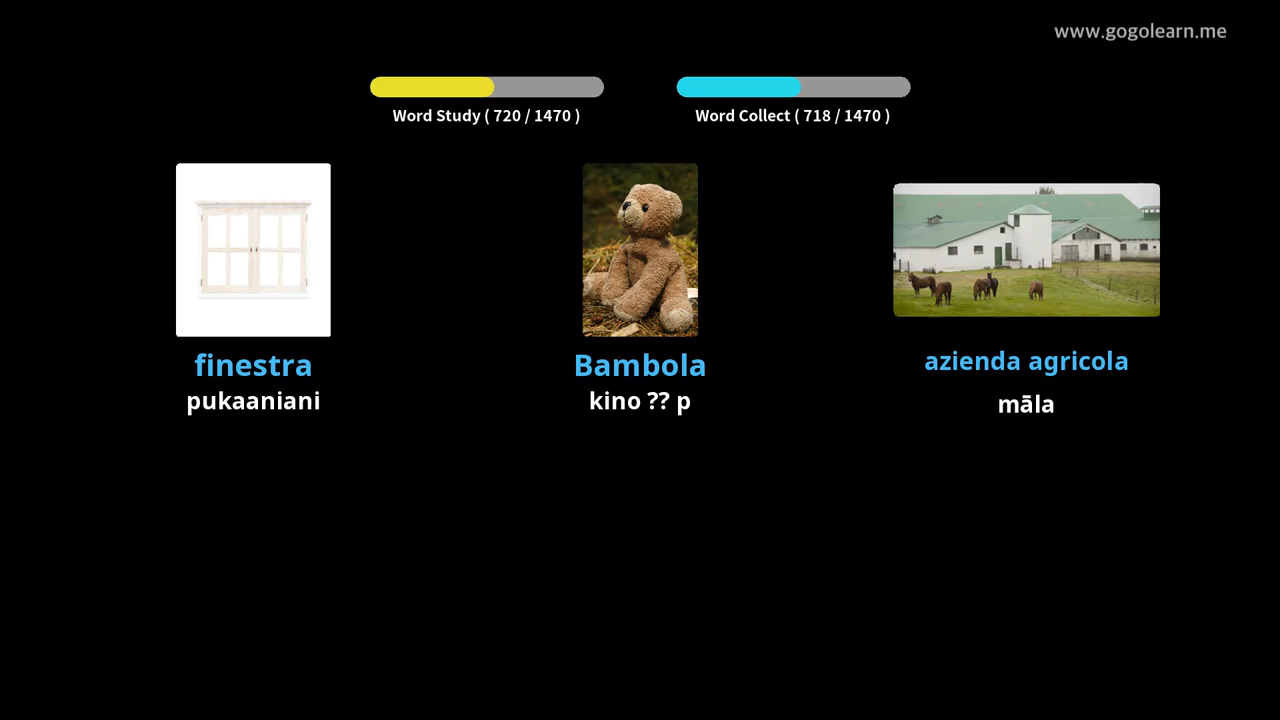 www.gogolearn.me
Word Study ( 720 / 1470 )
Word Collect ( 718 / 1470 )
finestra
pukaaniani
Bambola
kino ?? p
azienda agricola
māla